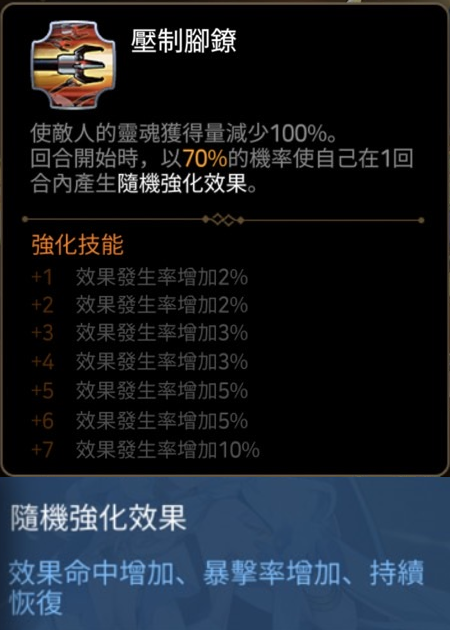 壓制腳鐐
使敵人的靈魂獲得量減少100%。
回合開始時，以70%的機率使自己在1回
合內產生隨機強化效果。
強化技能
+1 效果發生率增加2%
+2 效果發生率增加2%
+3 效果發生率增加3%
+4 效果發生率增加3%
+5 效果發生率增加5%
+6 效果發生率增加5%
+7 效果發生率增加10%
隨機強化效果
效果命中增加、暴擊率增加、持續
恢復